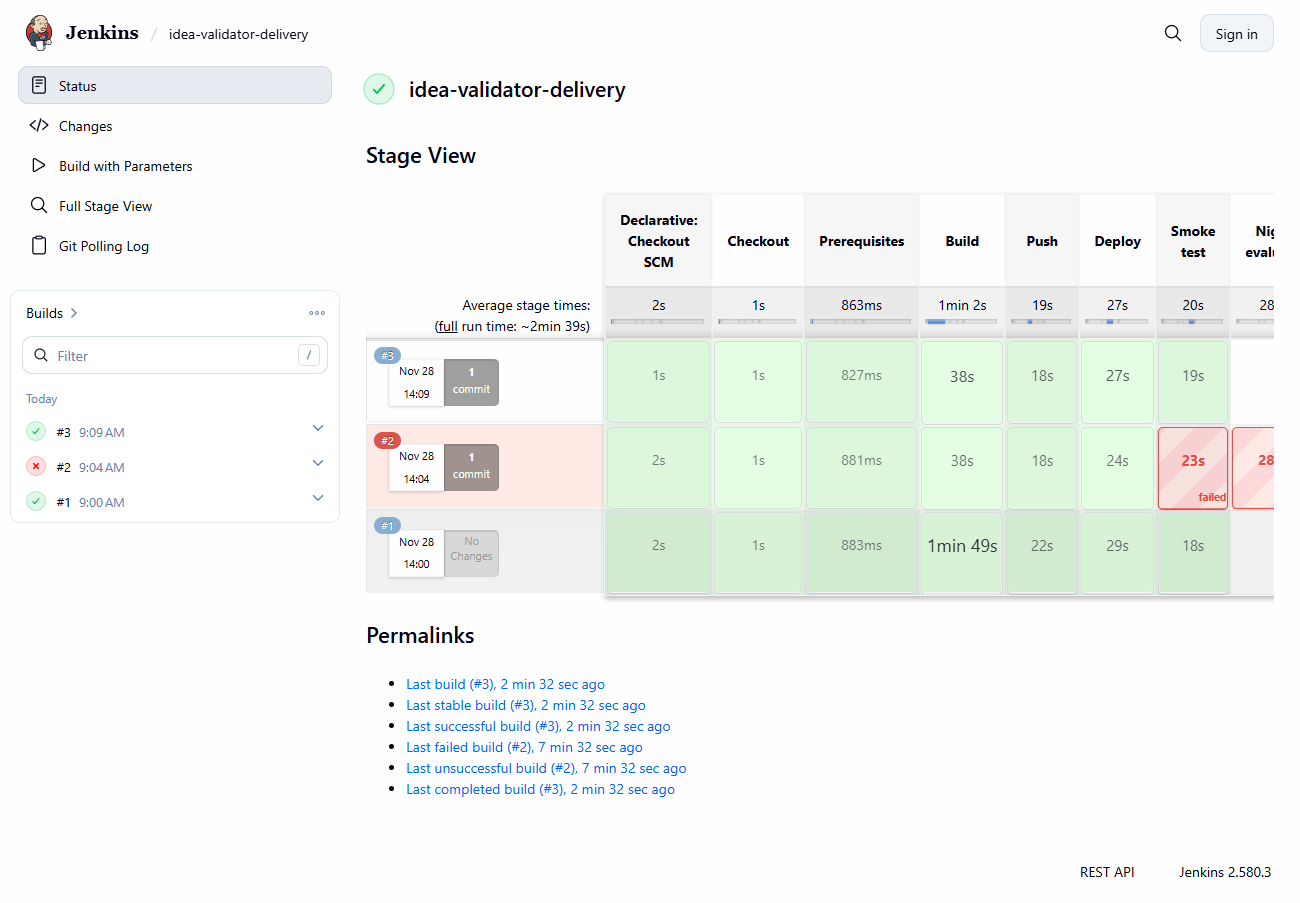 Jenkins / idea-validator-delivery
Sign in
Status
Changes
Build with Parameters
Full Stage View
Git Polling Log
Builds
Filter /
Today
#3 9:09 AM
#2 9:04 AM
#1 9:00 AM
idea-validator-delivery
Stage View
Declarative:
Checkout
SCM
Checkout
Prerequisites
Build
Push
Deploy
Smoke
test
Nig
evalu
Average stage times:
(full run time: ~2min 39s)
2s 1s 863ms 1min 2s 19s 27s 20s 28
#3
Nov 28
14:09
1
commit
1s 1s 827ms 38s 18s 27s 19s
#2
Nov 28
14:04
1
commit
2s 1s 881ms 38s 18s 24s 23s 28
failed
#1
Nov 28
14:00
No
Changes
2s 1s 883ms 1min 49s 22s 29s 18s
Permalinks
Last build (#3), 2 min 32 sec ago
Last stable build (#3), 2 min 32 sec ago
Last successful build (#3), 2 min 32 sec ago
Last failed build (#2), 7 min 32 sec ago
Last unsuccessful build (#2), 7 min 32 sec ago
Last completed build (#3), 2 min 32 sec ago
REST API
Jenkins 2.580.3